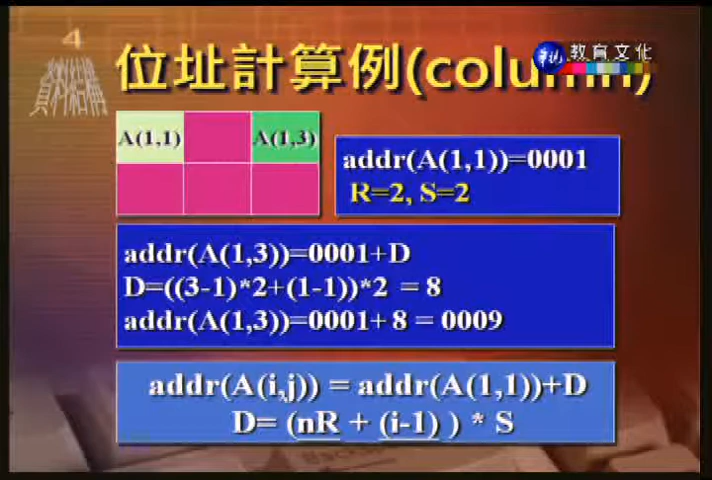 4
資料結構
位址計算例(column)
華視 教育文化
A(1,1)
A(1,3)
addr(A(1,1))=0001
R=2, S=2
addr(A(1,3))=0001+D
D=((3-1)*2+(1-1))*2 = 8
addr(A(1,3))=0001+ 8 = 0009
addr(A(i,j)) = addr(A(1,1))+D
D= (nR + (i-1) ) * S